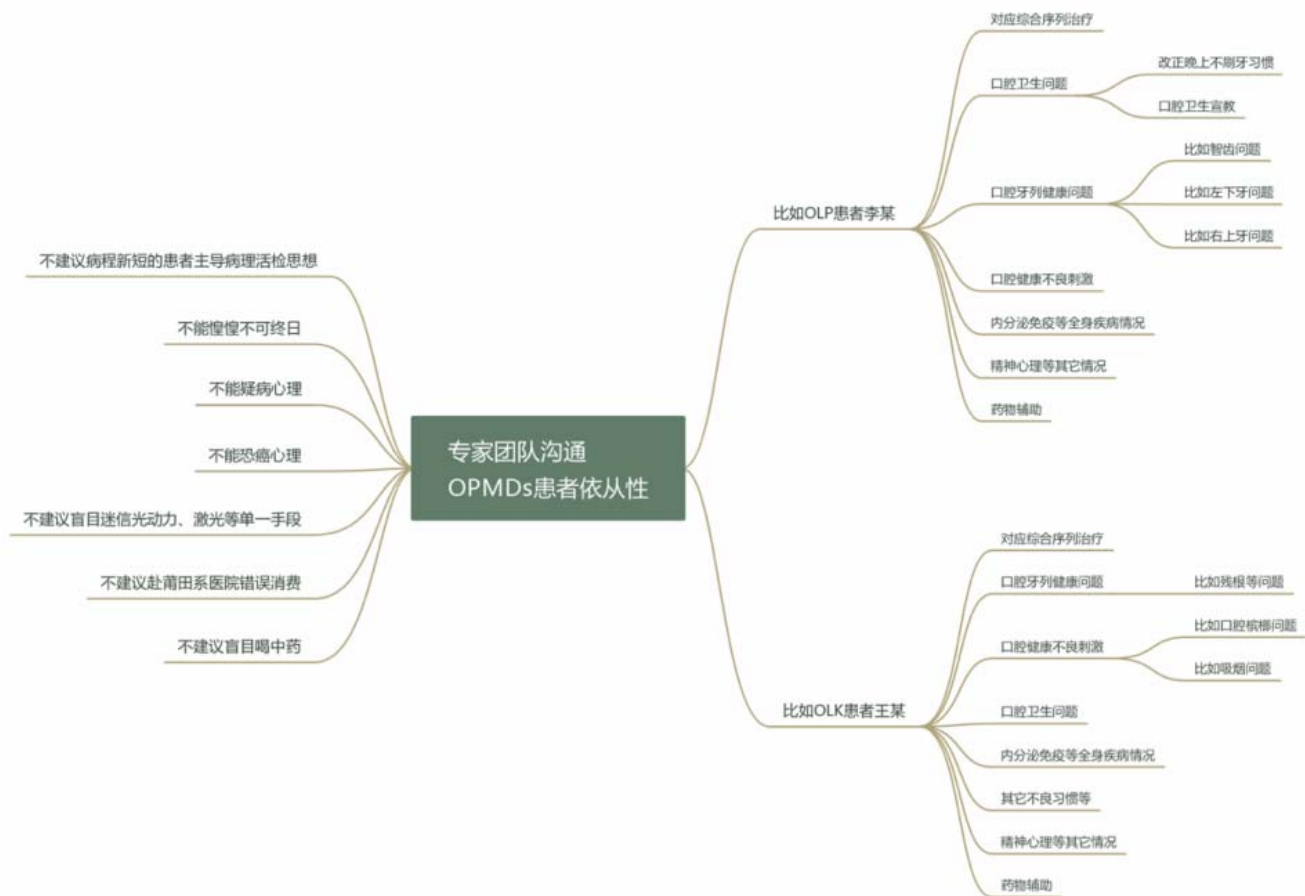 专家团队沟通
OPMDs患者依从性
不建议病程新短的患者主导病理活检思想
不能惶惶不可终日
不能疑病心理
不能恐癌心理
不建议盲目迷信光动力、激光等单一手段
不建议赴莆田系医院错误消费
不建议盲目喝中药
比如OLP患者李某
对应综合序列治疗
口腔卫生问题
改正晚上不刷牙习惯
口腔卫生宣教
口腔牙列健康问题
比如智齿问题
比如左下牙问题
比如右上牙问题
口腔健康不良刺激
内分泌免疫等全身疾病情况
精神心理等其它情况
药物辅助
比如OLK患者王某
对应综合序列治疗
口腔牙列健康问题
比如残根等问题
口腔健康不良刺激
比如口腔槟榔问题
比如吸烟问题
口腔卫生问题
内分泌免疫等全身疾病情况
其它不良习惯等
精神心理等其它情况
药物辅助